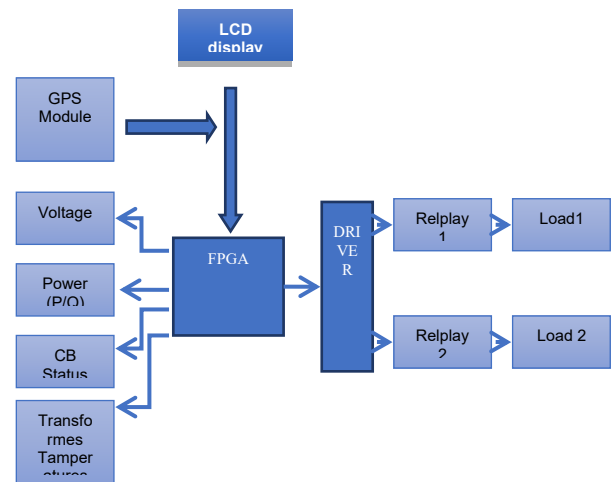 LCD
display
GPS
Module
Voltage
Power
(P/Q)
CB
Status
Transfo
rmes
Tamper
atures
FPGA
DRI
VE
R
Relplay
1
Load1
Relplay
2
Load 2